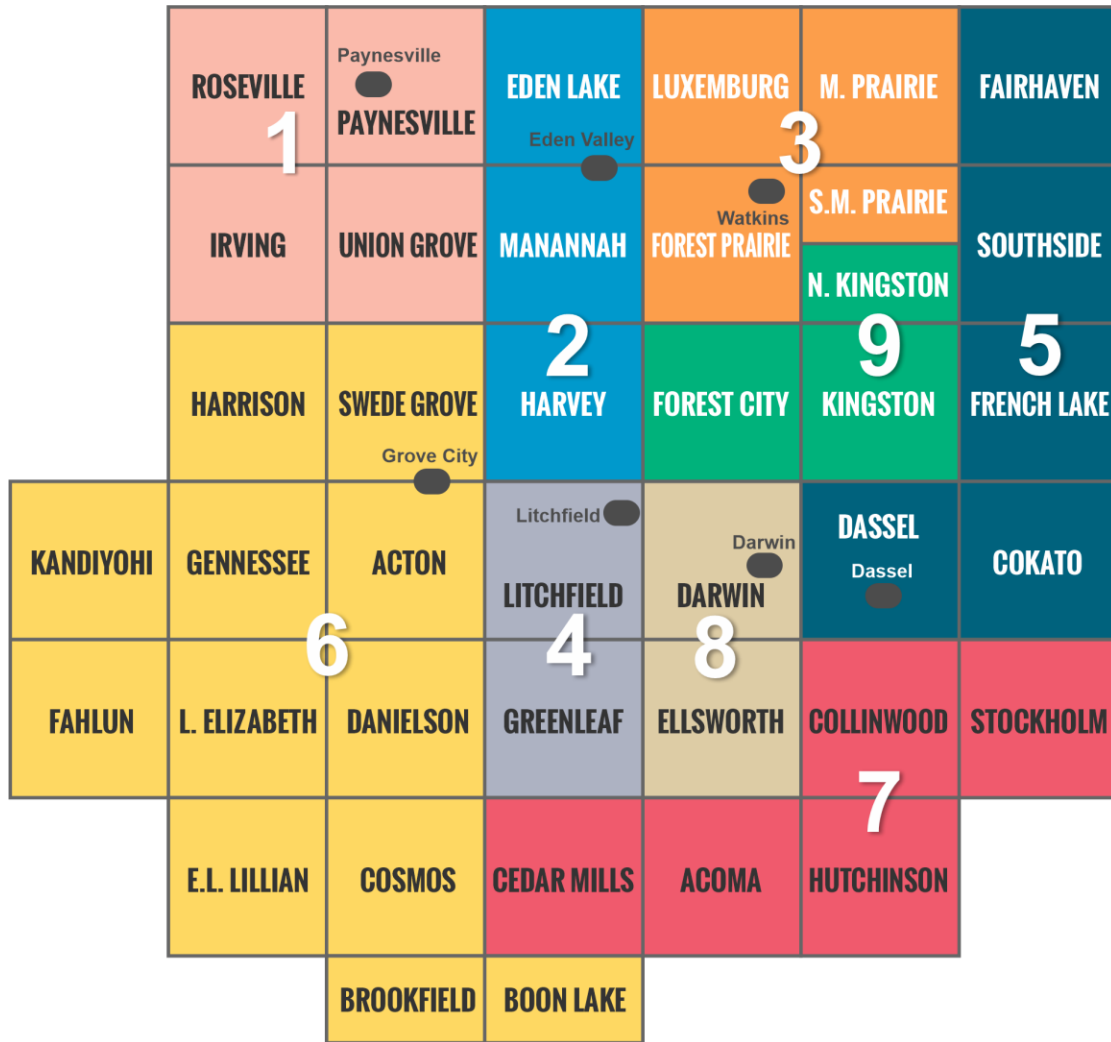 Paynesville
ROSEVILLE
PAYNESVILLE
EDEN LAKE
LUXEMBURG
M. PRAIRIE
FAIRHAVEN
1
3
Eden Valley
Watkins
S.M. PRAIRIE
IRVING
UNION GROVE
MANANNAH
FOREST PRAIRIE
SOUTHSIDE
N. KINGSTON
2
9
5
HARRISON
SWEDE GROVE
HARVEY
FOREST CITY
KINGSTON
FRENCH LAKE
Grove City
Litchfield
Darwin
DASSEL
Dassel
KANDIYOHI
GENNESSEE
ACTON
LITCHFIELD
DARWIN
COKATO
6
4
8
FAHLUN
L. ELIZABETH
DANIELSON
GREENLEAF
ELLSWORTH
COLLINWOOD
STOCKHOLM
7
E.L. LILLIAN
COSMOS
CEDAR MILLS
ACOMA
HUTCHINSON
BROOKFIELD
BOON LAKE